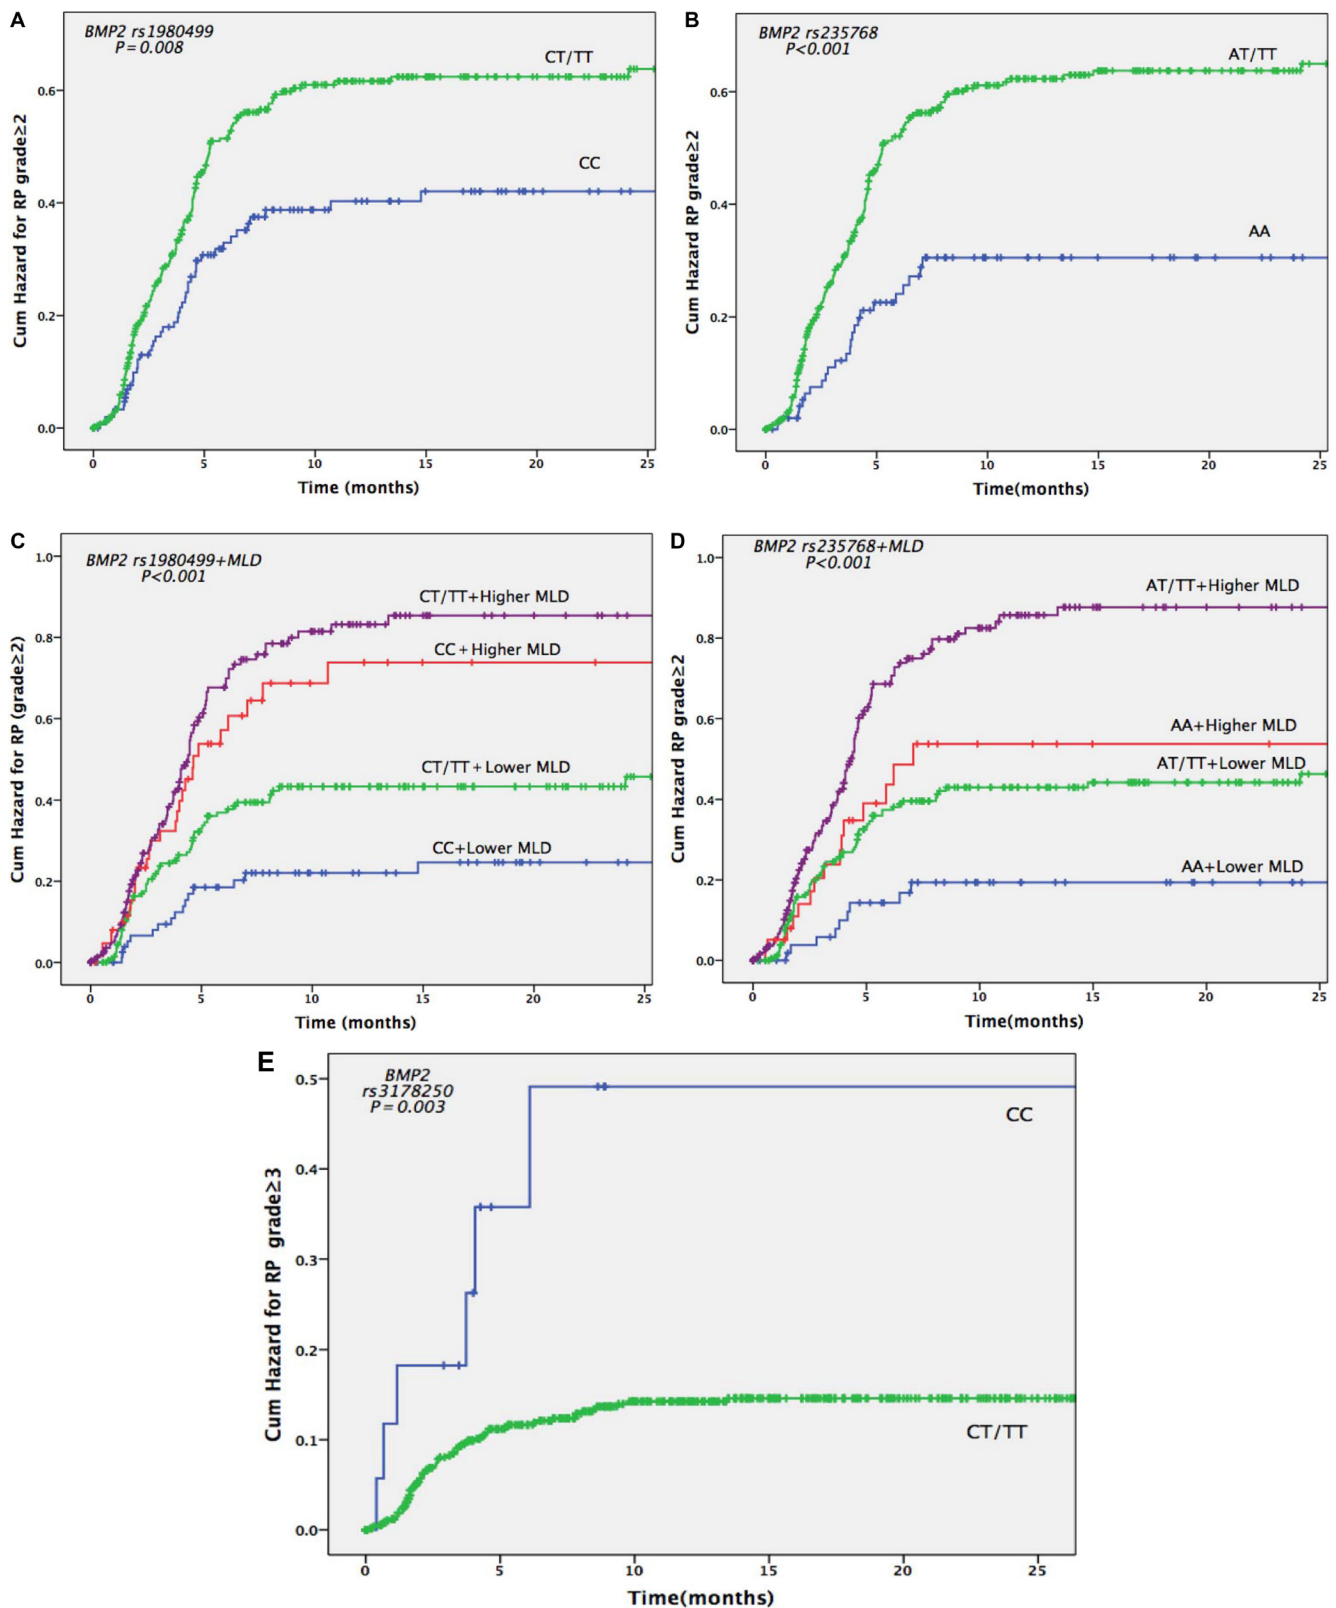 A
BMP2 rs1980499
P=0.008
CT/TT
CC
Cum Hazard for RP grade≥2
0.6
0.4
0.2
0.0
0 5 10 15 20 25
Time (months)
B
BMP2 rs235768
P<0.001
AT/TT
AA
Cum Hazard RP grade≥2
0.6
0.4
0.2
0.0
0 5 10 15 20 25
Time(months)
C
BMP2 rs1980499+MLD
P<0.001
CT/TT+Higher MLD
CC+Higher MLD
CT/TT+Lower MLD
CC+Lower MLD
Cum Hazard for RP (grade≥2)
1.0
0.8
0.6
0.4
0.2
0.0
0 5 10 15 20 25
Time (months)
D
BMP2 rs235768+MLD
P<0.001
AT/TT+Higher MLD
AA+Higher MLD
AT/TT+Lower MLD
AA+Lower MLD
Cum Hazard RP grade≥2
1.0
0.8
0.6
0.4
0.2
0.0
0 5 10 15 20 25
Time(months)
E
BMP2
rs3178250
P=0.003
CC
CT/TT
Cum Hazard for RP grade≥3
0.5
0.4
0.3
0.2
0.1
0.0
0 5 10 15 20 25
Time(months)